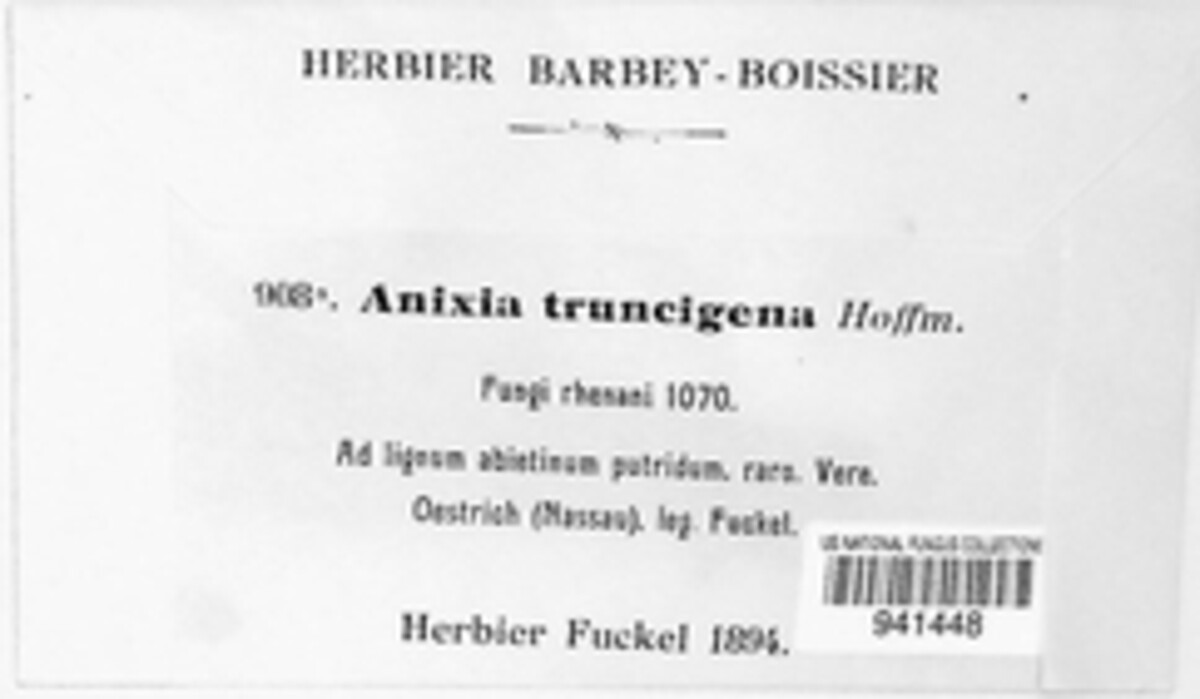 HERBIER BARBEY-BOISSIER
908ª. Anixia truncigena Hoffm.
Fungi rhenani 1070.
Ad lignum abietinum putridum, raro. Vere.
Oestrich (Nassau). leg. Fuckel.
US NATIONAL FUNGUS COLLECTIONS
941448
Herbier Fuckel 1894.